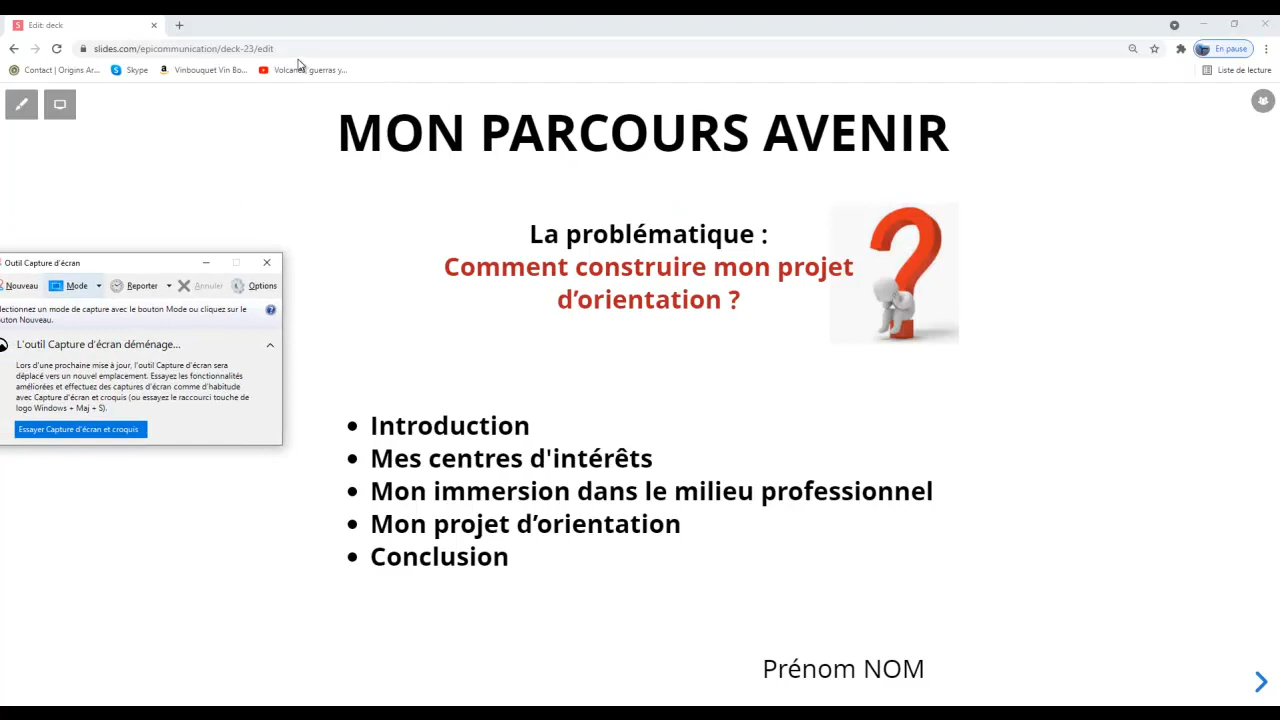 Edit: deck
slides.com/epicommunication/deck-23/edit
En pause
Contact | Origins Ar...
Skype
Vinbouquet Vin Bo...
guerras y...
Liste de lecture
MON PARCOURS AVENIR
La problématique :
Comment construire mon projet
d’orientation ?
Outil Capture d'écran
Nouveau
Mode
Reporter
Annuler
Options
lectionnez un mode de capture avec le bouton Mode ou cliquez sur le
outon Nouveau.
L'outil Capture d'écran déménage...
Lors d'une prochaine mise à jour, l'outil Capture d'écran sera
déplacé vers un nouvel emplacement. Essayez les fonctionnalités
améliorées et effectuez des captures d'écran comme d'habitude
avec Capture d'écran et croquis (ou essayez le raccourci touche de
logo Windows + Maj + S).
Essayer Capture d'écran et croquis
Introduction
Mes centres d'intérêts
Mon immersion dans le milieu professionnel
Mon projet d’orientation
Conclusion
Prénom NOM